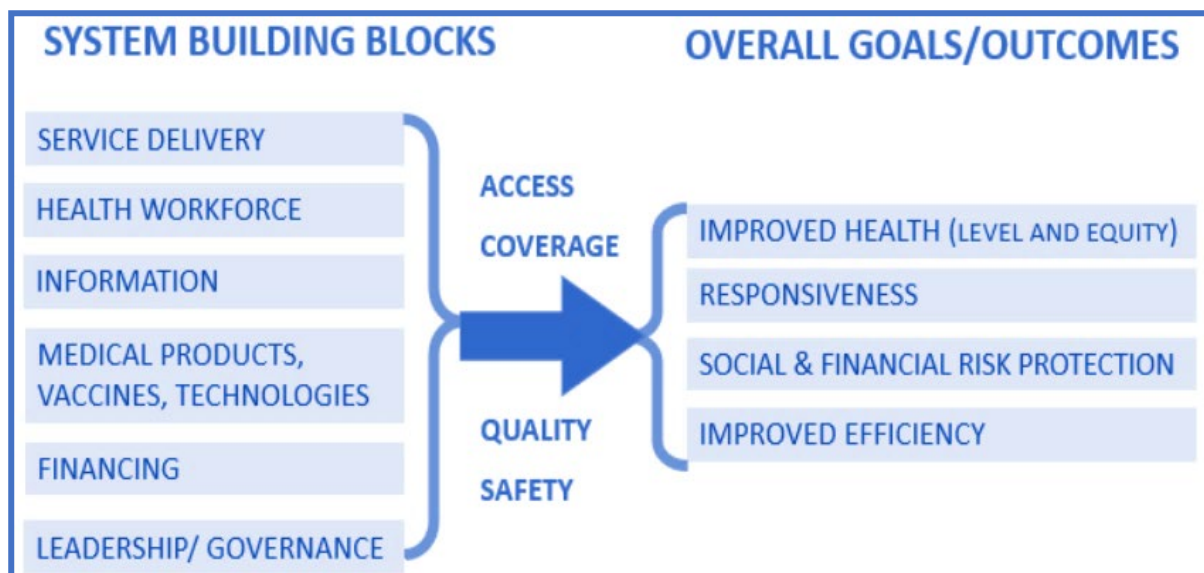 SYSTEM BUILDING BLOCKS
OVERALL GOALS/OUTCOMES
SERVICE DELIVERY
HEALTH WORKFORCE
INFORMATION
MEDICAL PRODUCTS,
VACCINES, TECHNOLOGIES
FINANCING
LEADERSHIP/ GOVERNANCE
ACCESS
COVERAGE
QUALITY
SAFETY
IMPROVED HEALTH (LEVEL AND EQUITY)
RESPONSIVENESS
SOCIAL & FINANCIAL RISK PROTECTION
IMPROVED EFFICIENCY